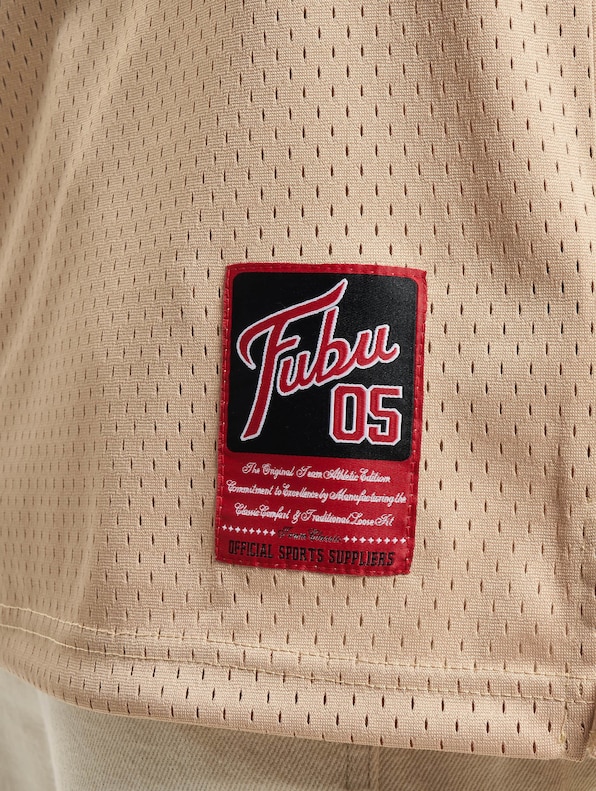 Fubu
05
The Original Team Athletic Edition
Commitment to Excellence by Manufacturing the
Classic Comfort & Traditional Loose Fit
OFFICIAL SPORTS SUPPLIERS